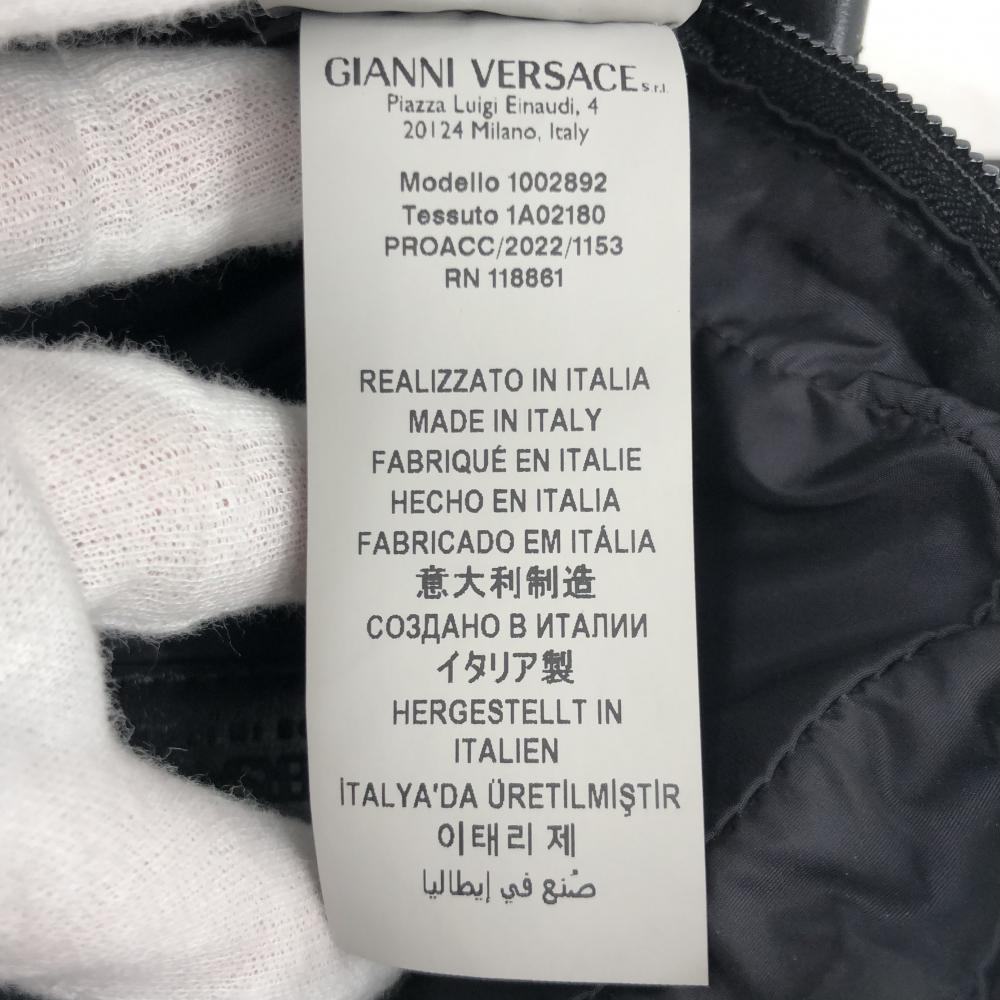 GIANNI VERSACE s.r.l.
Piazza Luigi Einaudi, 4
20124 Milano, Italy
Modello 1002892
Tessuto 1A02180
PROACC/2022/1153
RN 118861
REALIZZATO IN ITALIA
MADE IN ITALY
FABRIQUÉ EN ITALIE
HECHO EN ITALIA
FABRICADO EM ITÁLIA
意大利制造
СОЗДАНО В ИТАЛИИ
イタリア製
HERGESTELLT IN
ITALIEN
İTALYA'DA ÜRETİLMİŞTİR
이태리 제
صُنع في إيطاليا